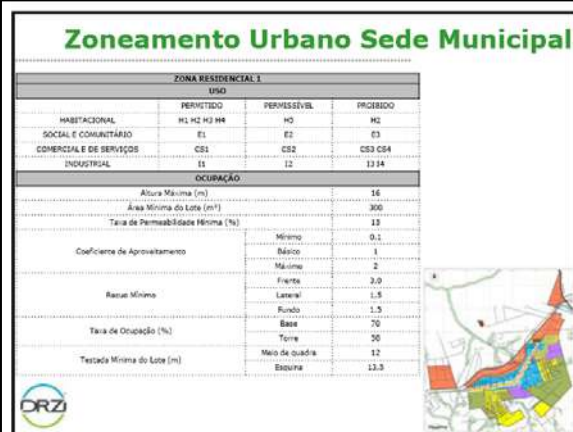 Zoneamento Urbano Sede Municipal
ZONA RESIDENCIAL 1
USO
PERMITIDO PERMISSÍVEL PROIBIDO
HABITACIONAL H1 H2 H3 H4 H5 H2
SOCIAL E COMUNITÁRIO E1 E2 E3
COMERCIAL E DE SERVIÇOS CS1 CS2 CS3 CS4
INDUSTRIAL I1 I2 I3 I4
OCUPAÇÃO
Altura Máxima (m) 16
Área Mínima do Lote (m²) 300
Taxa de Permeabilidade Mínima (%) 15
Coeficiente de Aproveitamento
Mínimo 0.1
Básico 1
Máximo 2
Recuo Mínimo
Frente 3.0
Lateral 1.5
Fundo 1.5
Taxa de Ocupação (%)
Base 70
Torre 50
Testada Mínima do Lote (m)
Meio de quadra 12
Esquina 13.5
DRZ